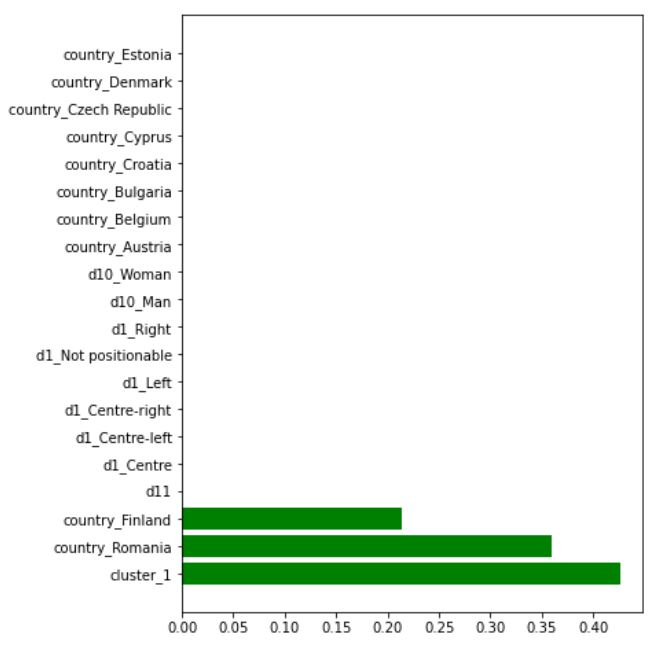 country_Estonia
country_Denmark
country_Czech Republic
country_Cyprus
country_Croatia
country_Bulgaria
country_Belgium
country_Austria
d10_Woman
d10_Man
d1_Right
d1_Not positionable
d1_Left
d1_Centre-right
d1_Centre-left
d1_Centre
d11
country_Finland
country_Romania
cluster_1
0.00 0.05 0.10 0.15 0.20 0.25 0.30 0.35 0.40